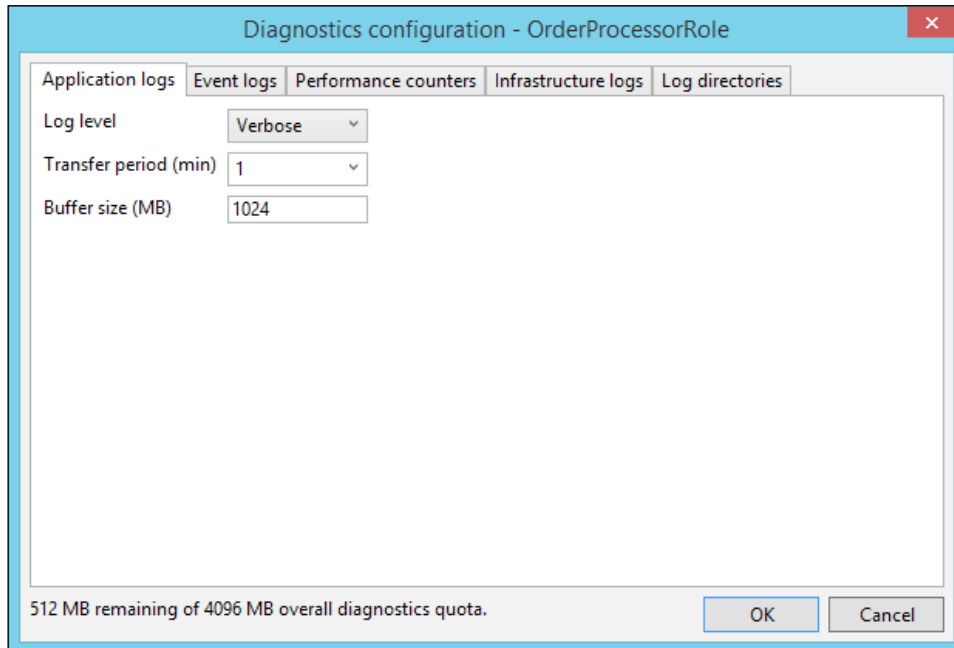 Diagnostics configuration - OrderProcessorRole
Application logs Event logs Performance counters Infrastructure logs Log directories
Log level Verbose
Transfer period (min) 1
Buffer size (MB) 1024
512 MB remaining of 4096 MB overall diagnostics quota. OK Cancel